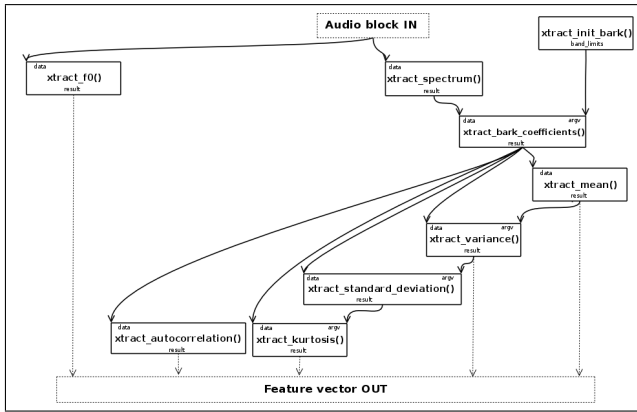 Audio block IN
xtract_init_bark()
band_limits
data
xtract_f0()
result
data
xtract_spectrum()
result
data argv
xtract_bark_coefficients()
result
data
xtract_mean()
result
data argv
xtract_variance()
result
data argv
xtract_standard_deviation()
result
data
xtract_autocorrelation()
result
data argv
xtract_kurtosis()
result
Feature vector OUT